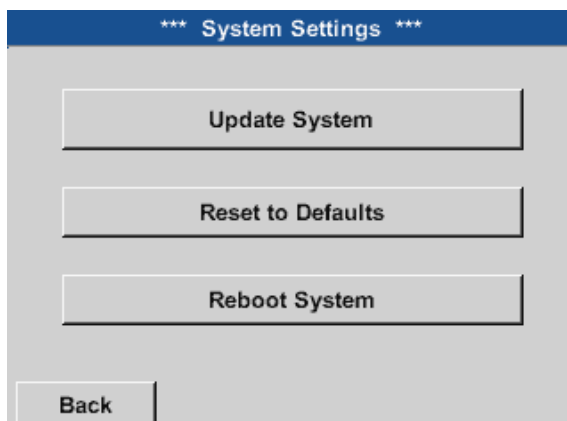 *** System Settings ***
Update System
Reset to Defaults
Reboot System
Back